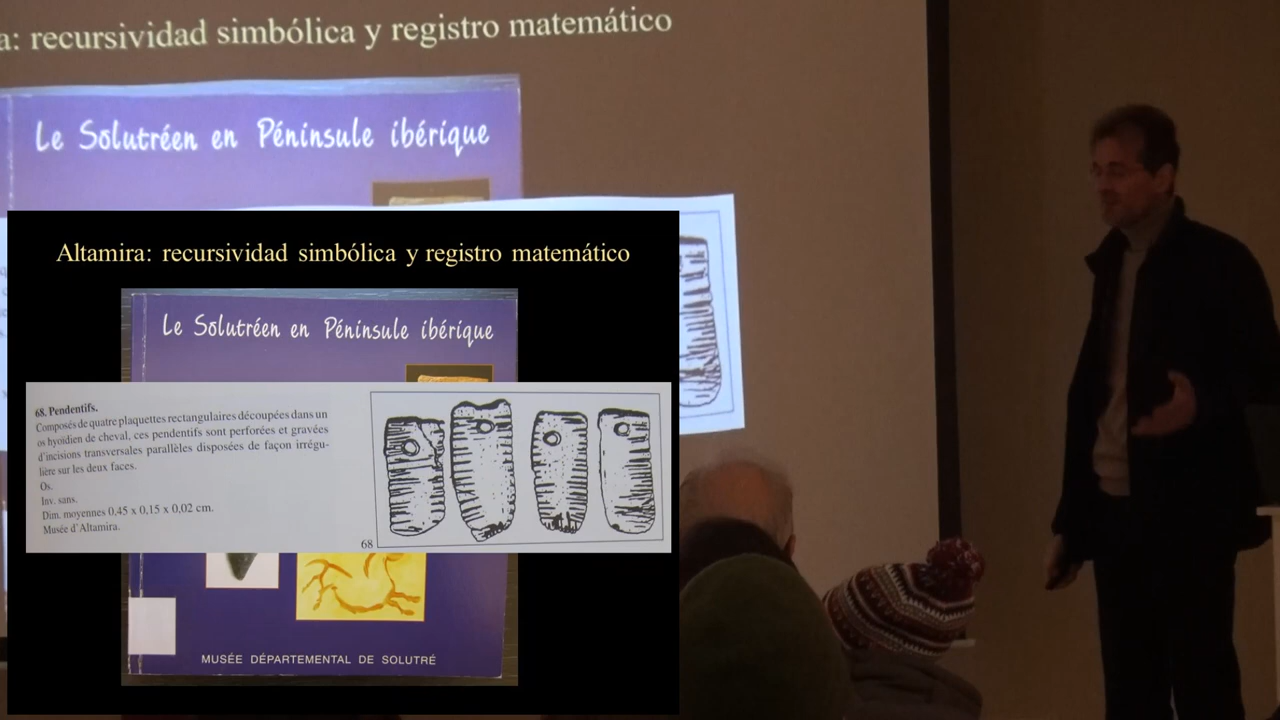 a: recursividad simbólica y registro matemático
Le Solutréen en Péninsule ibérique
Altamira: recursividad simbólica y registro matemático
Le Solutréen en Péninsule ibérique
68. Pendentifs.
Composés de quatre plaquettes rectangulaires découpées dans un
os hyoïdien de cheval, ces pendentifs sont perforées et gravées
d'incisions transversales parallèles disposées de façon irrégu-
lière sur les deux faces.
Os.
Inv. sans.
Dim. moyennes 0,45 x 0,15 x 0,02 cm.
Musée d'Altamira.
68
MUSÉE DÉPARTEMENTAL DE SOLUTRÉ